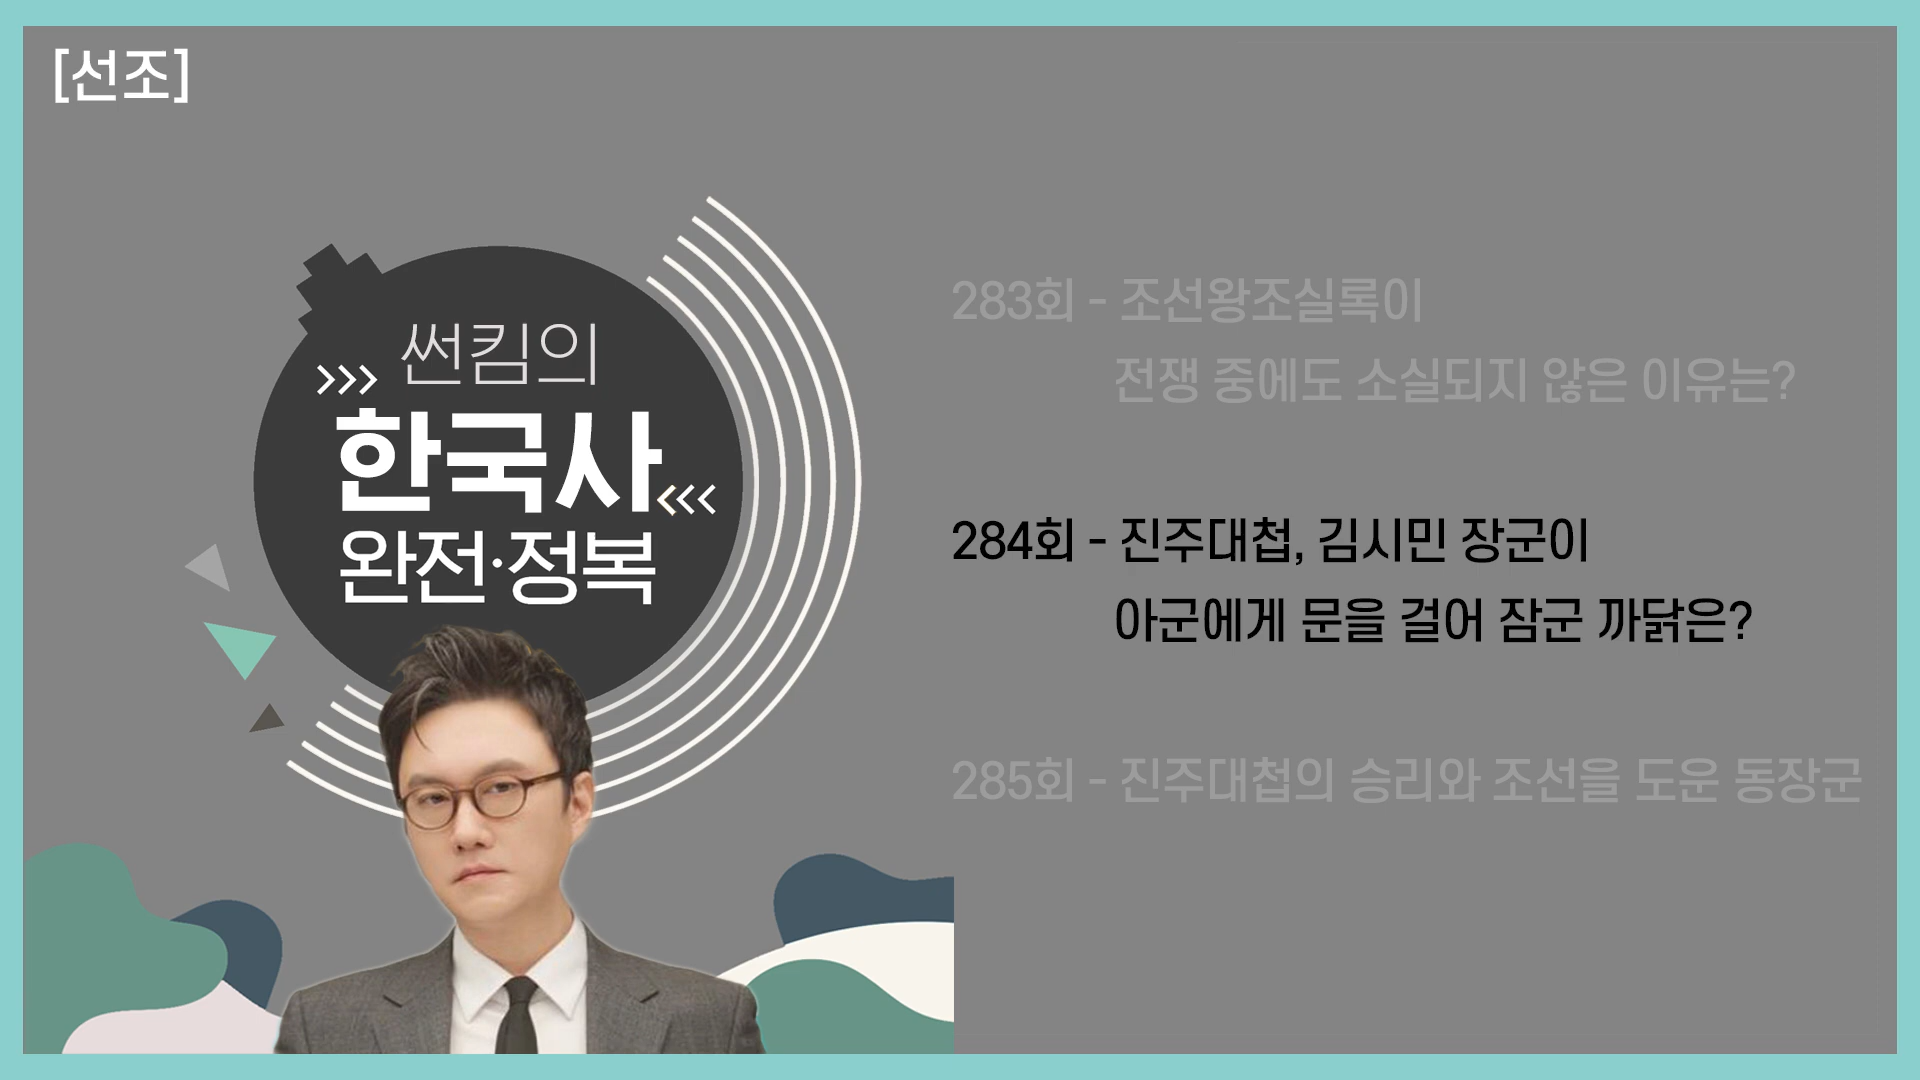 [선조]
썬킴의
>>> 한국사 <<<
완전·정복
283회 - 조선왕조실록이
전쟁 중에도 소실되지 않은 이유는?
284회 - 진주대첩, 김시민 장군이
아군에게 문을 걸어 잠군 까닭은?
285회 - 진주대첩의 승리와 조선을 도운 동장군